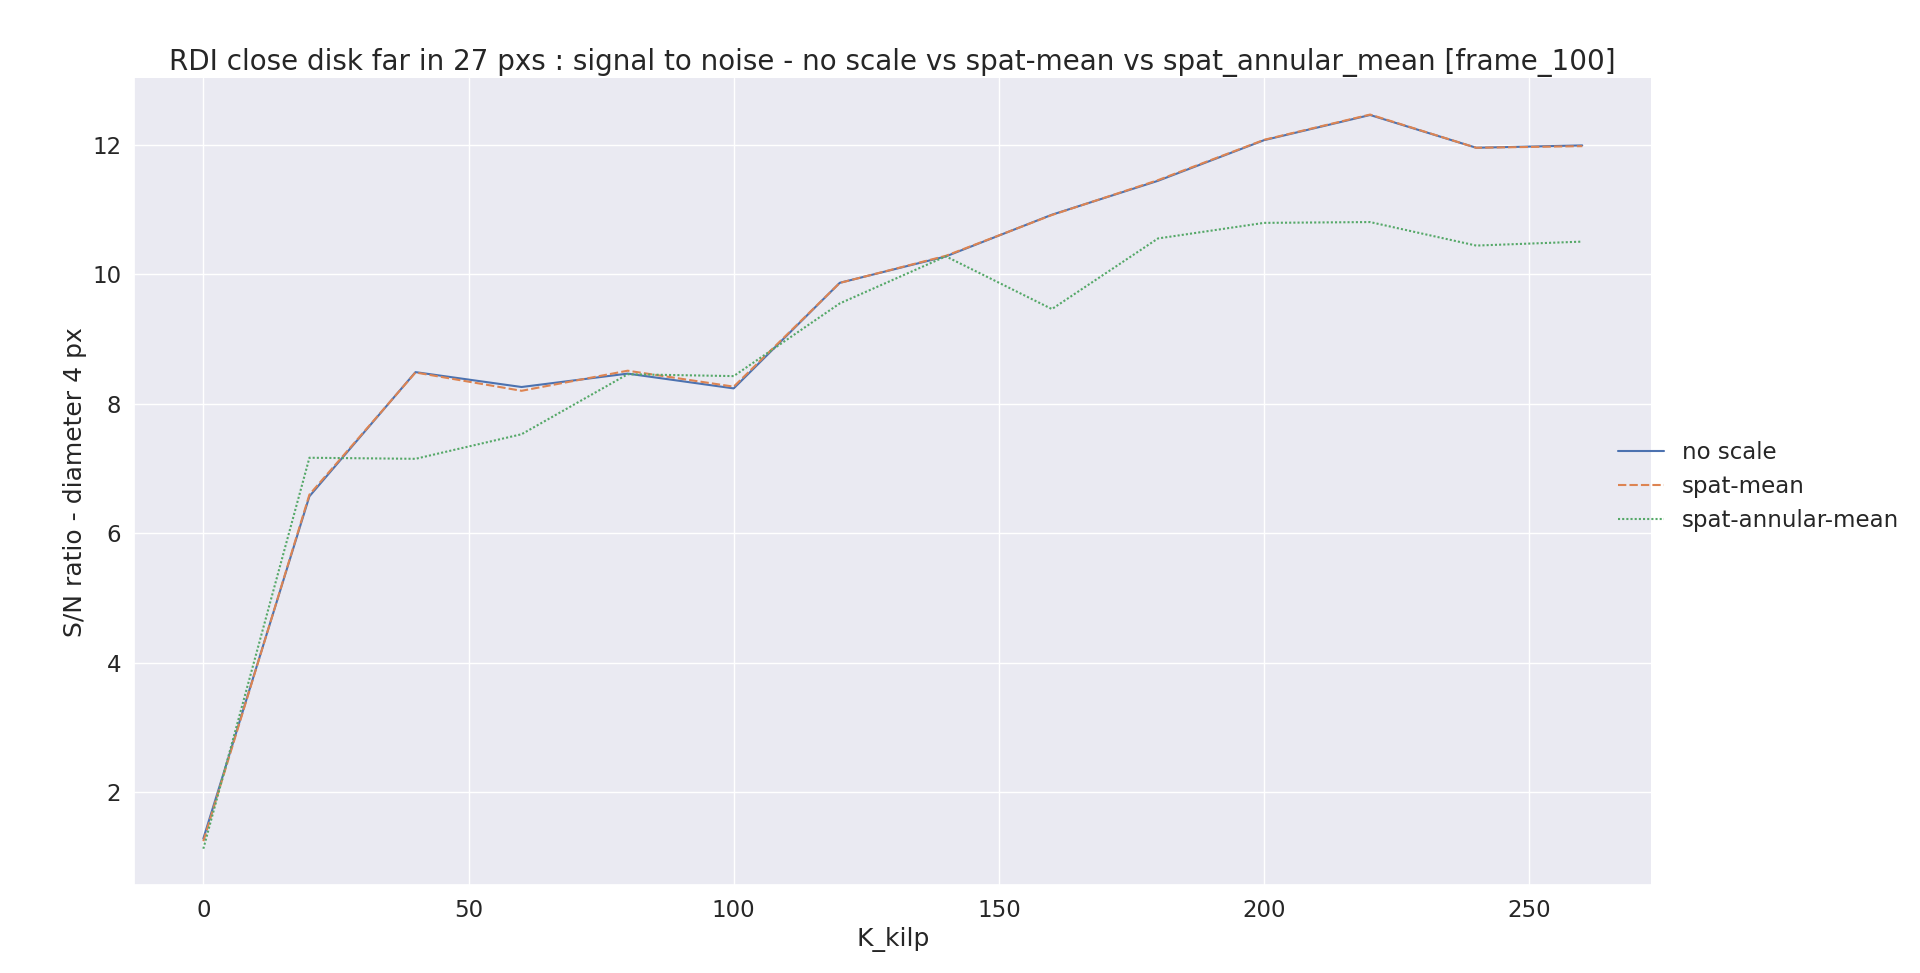 RDI close disk far in 27 pxs : signal to noise - no scale vs spat-mean vs spat_annular_mean [frame_100]
S/N ratio - diameter 4 px
12
10
8
6
4
2
0 50 100 150 200 250
K_kilp
no scale
spat-mean
spat-annular-mean